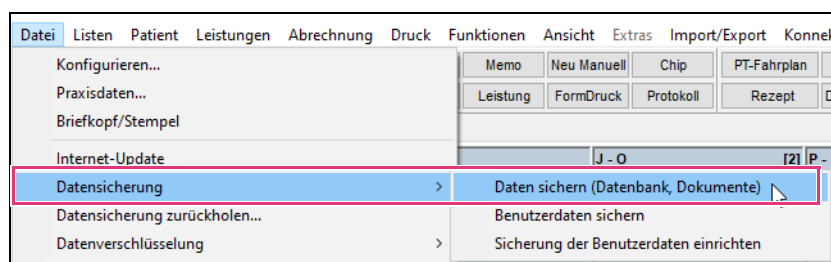 Datei Listen Patient Leistungen Abrechnung Druck Funktionen Ansicht Extras Import/Export
Konfigurieren... Memo Neu Manuell Chip PT-Fahrplan
Praxisdaten... Leistung FormDruck Protokoll Rezept
Briefkopf/Stempel
Internet-Update J - O [2] P -
Datensicherung > Daten sichern (Datenbank, Dokumente)
Datensicherung zurückholen... Benutzerdaten sichern
Datenverschlüsselung > Sicherung der Benutzerdaten einrichten